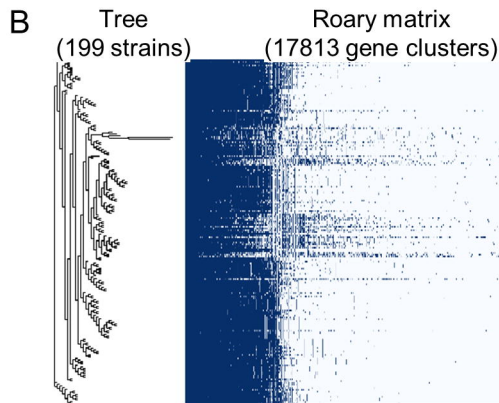 B
Tree
(199 strains)
Roary matrix
(17813 gene clusters)